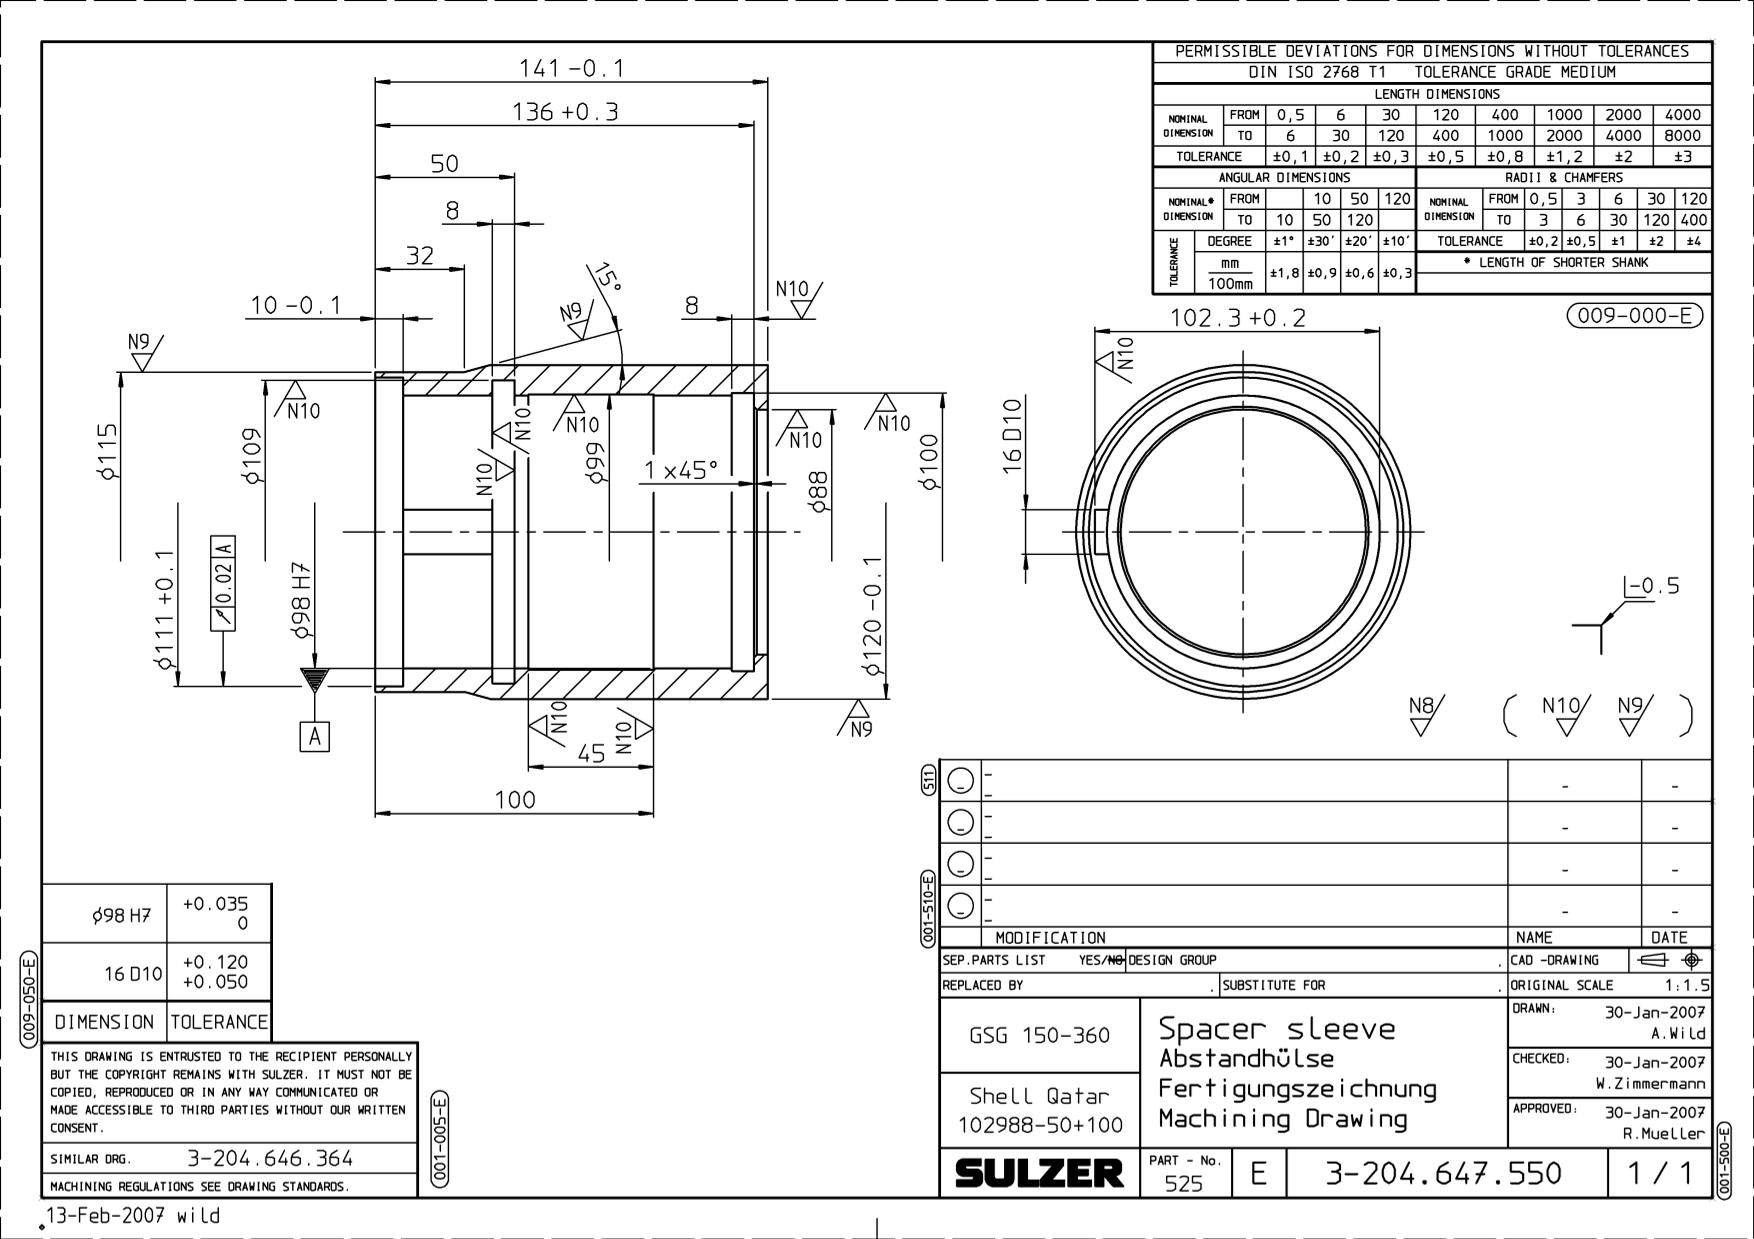 PERMISSIBLE DEVIATIONS FOR DIMENSIONS WITHOUT TOLERANCES
DIN ISO 2768 T1 TOLERANCE GRADE MEDIUM
LENGTH DIMENSIONS
NOMINAL DIMENSION FROM 0,5 6 30 120 400 1000 2000 4000
TO 6 30 120 400 1000 2000 4000 8000
TOLERANCE ±0,1 ±0,2 ±0,3 ±0,5 ±0,8 ±1,2 ±2 ±3
ANGULAR DIMENSIONS
NOMINAL* DIMENSION FROM 10 50 120
TO 10 50 120
TOLERANCE DEGREE ±1° ±30′ ±20′ ±10′
mm
100mm
±1,8 ±0,9 ±0,6 ±0,3
RADII & CHAMFERS
NOMINAL DIMENSION FROM 0,5 3 6 30 120
TO 3 6 30 120 400
TOLERANCE ±0,2 ±0,5 ±1 ±2 ±4
* LENGTH OF SHORTER SHANK
009-000-E
141 -0.1
136 +0.3
50
8
32
10 -0.1
15°
N9
8
N10
N9
N10
N10
N10
N10
N10
N10
ϕ115
ϕ109
ϕ99
1 x45°
ϕ88
ϕ100
ϕ111 +0.1
0.02 A
ϕ98 H7
ϕ120 -0.1
A
N10
N10
N9
45
100
102.3 +0.2
N10
16 D10
-0.5
N8 ( N10 N9 )
ϕ98 H7 +0.035
0
16 D10 +0.120
+0.050
DIMENSION TOLERANCE
009-050-E
THIS DRAWING IS ENTRUSTED TO THE RECIPIENT PERSONALLY
BUT THE COPYRIGHT REMAINS WITH SULZER. IT MUST NOT BE
COPIED, REPRODUCED OR IN ANY WAY COMMUNICATED OR
MADE ACCESSIBLE TO THIRD PARTIES WITHOUT OUR WRITTEN
CONSENT.
SIMILAR DRG. 3-204.646.364
MACHINING REGULATIONS SEE DRAWING STANDARDS.
001-005-E
13-Feb-2007 wild
511
001-510-E
- - - -
- - - -
- - - -
- - - -
MODIFICATION NAME DATE
SEP.PARTS LIST YES/NO DESIGN GROUP . CAD -DRAWING
REPLACED BY . SUBSTITUTE FOR . ORIGINAL SCALE 1:1.5
GSG 150-360
Shell Qatar
102988-50+100
Spacer sleeve
Abstandhülse
Fertigungszeichnung
Machining Drawing
DRAWN: 30-Jan-2007
A.Wild
CHECKED: 30-Jan-2007
W.Zimmermann
APPROVED: 30-Jan-2007
R.Mueller
SULZER
PART - No.
525
E
3-204.647.550
1 / 1
001-500-E